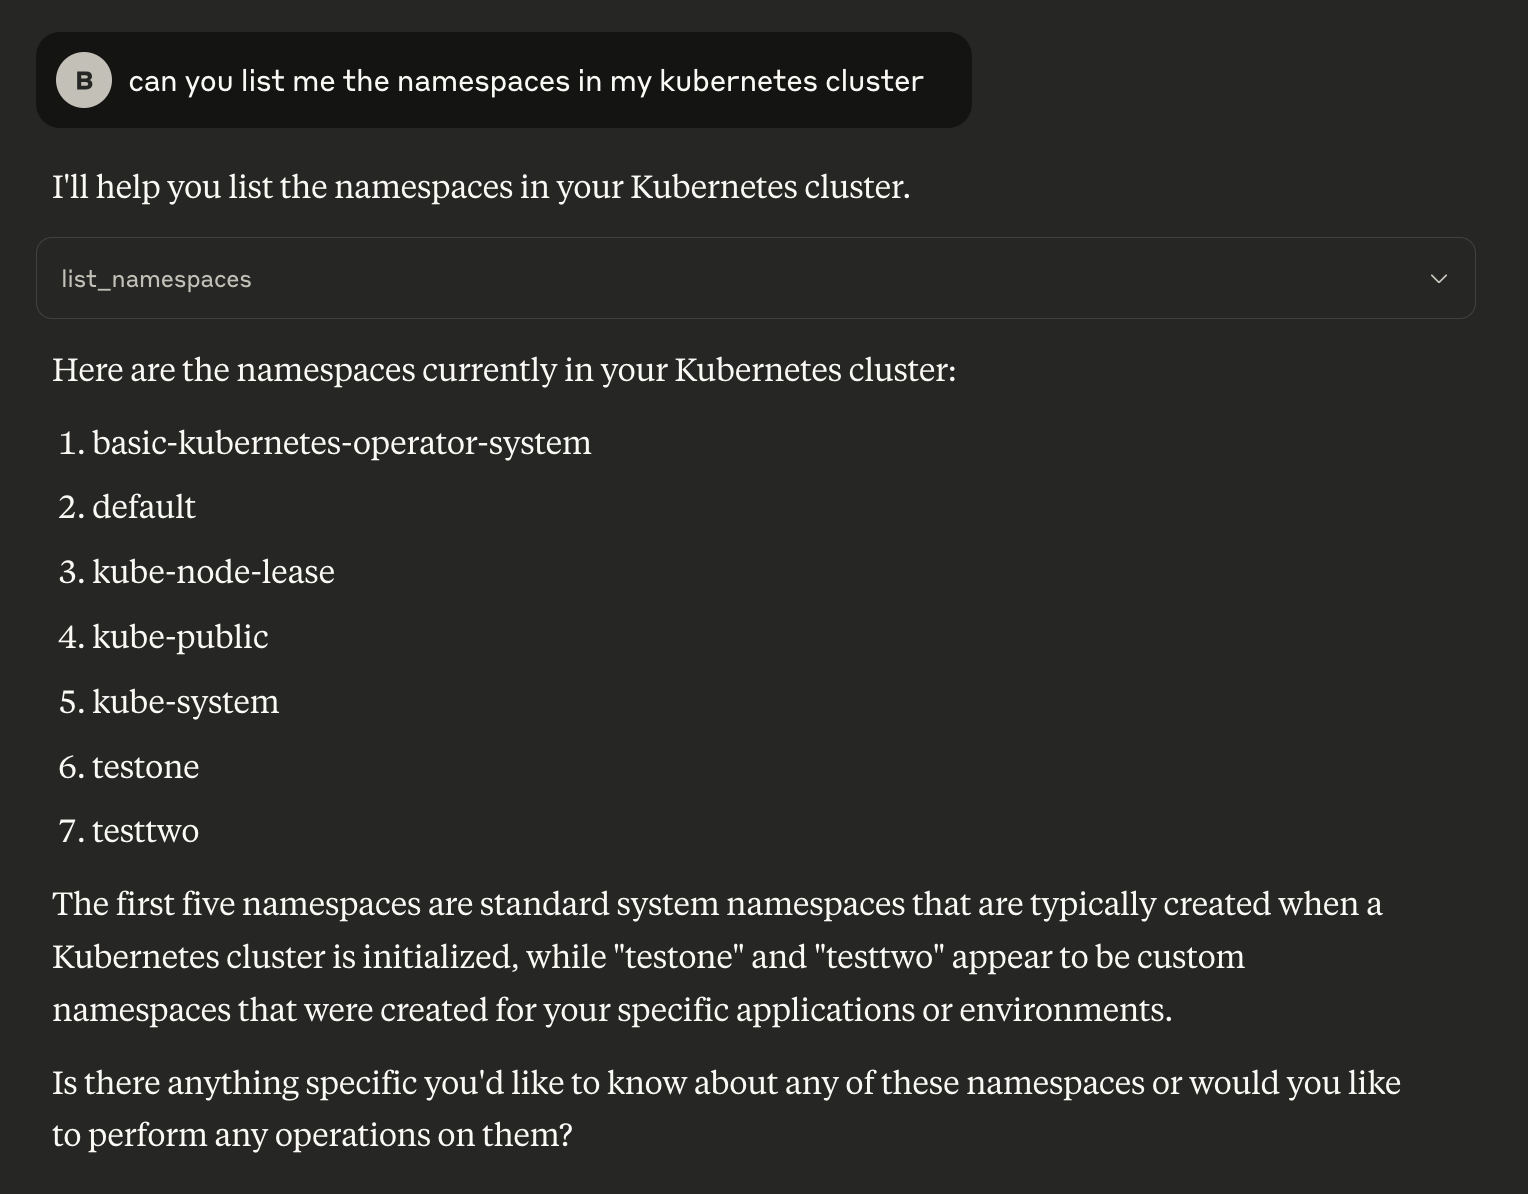 B
can you list me the namespaces in my kubernetes cluster
I'll help you list the namespaces in your Kubernetes cluster.
list_namespaces
Here are the namespaces currently in your Kubernetes cluster:
1. basic-kubernetes-operator-system
2. default
3. kube-node-lease
4. kube-public
5. kube-system
6. testone
7. testtwo
The first five namespaces are standard system namespaces that are typically created when a
Kubernetes cluster is initialized, while "testone" and "testtwo" appear to be custom
namespaces that were created for your specific applications or environments.
Is there anything specific you'd like to know about any of these namespaces or would you like
to perform any operations on them?